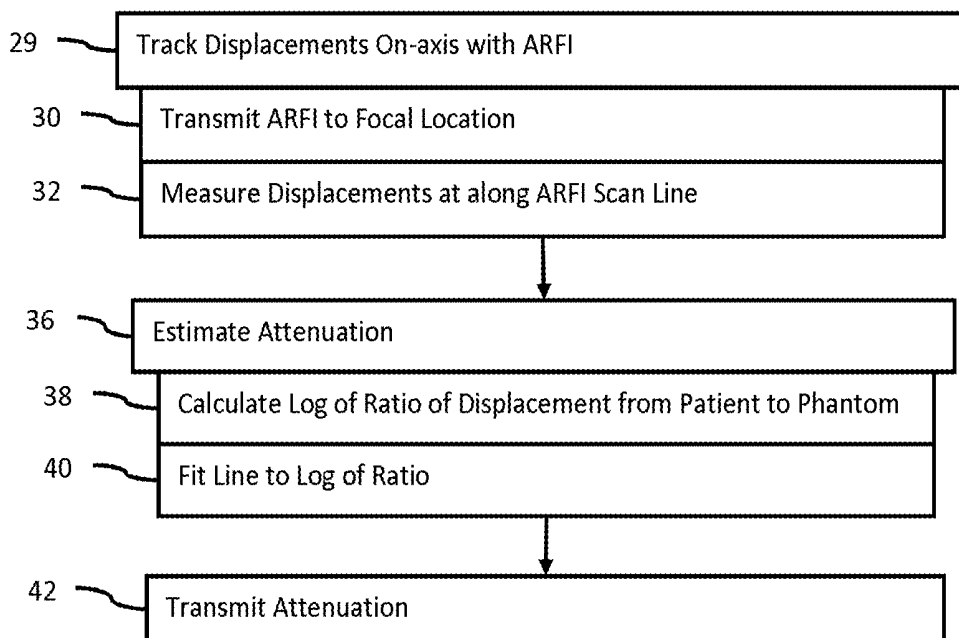 29 Track Displacements On-axis with ARFI
30 Transmit ARFI to Focal Location
32 Measure Displacements at along ARFI Scan Line
36 Estimate Attenuation
38 Calculate Log of Ratio of Displacement from Patient to Phantom
40 Fit Line to Log of Ratio
42 Transmit Attenuation